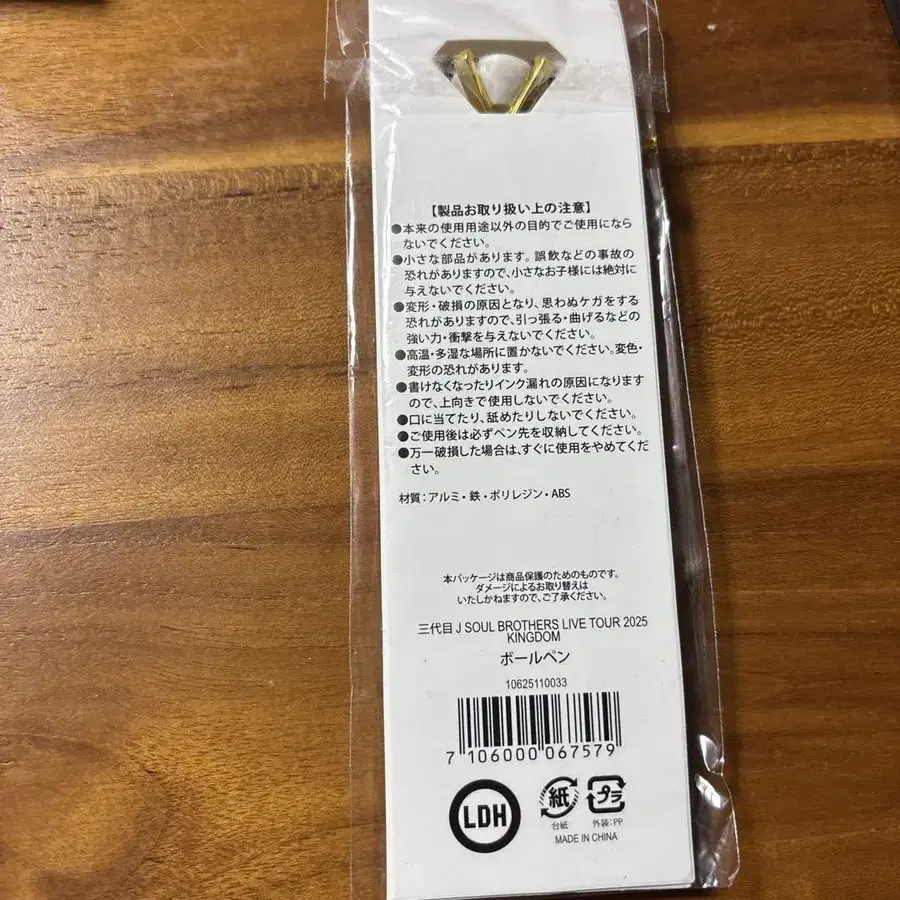 【製品お取り扱い上の注意】
●本来の使用用途以外の目的でご使用になら
ないでください。
●小さな部品があります。誤飲などの事故の
恐れがありますので、小さなお子様には絶対に
与えないでください。
●変形・破損の原因となり、思わぬケガをする
恐れがありますので、引っ張る・曲げるなどの
強い力・衝撃を与えないでください。
●高温・多湿な場所に置かないでください。変色・
変形の恐れがあります。
●書けなくなったりインク漏れの原因になります
ので、上向きで使用しないでください。
●口に当てたり、舐めたりしないでください。
●ご使用後は必ずペン先を収納してください。
●万一破損した場合は、すぐに使用をやめてくだ
さい。
材質：アルミ・鉄・ポリレジン・ABS
本パッケージは商品保護のためのものです。
ダメージによるお取り替えは
いたしかねますので、ご了承ください。
三代目 J SOUL BROTHERS LIVE TOUR 2025
KINGDOM
ボールペン
10625110033
7 106000 067579
LDH
紙
プラ
台紙
外装：PP
MADE IN CHINA